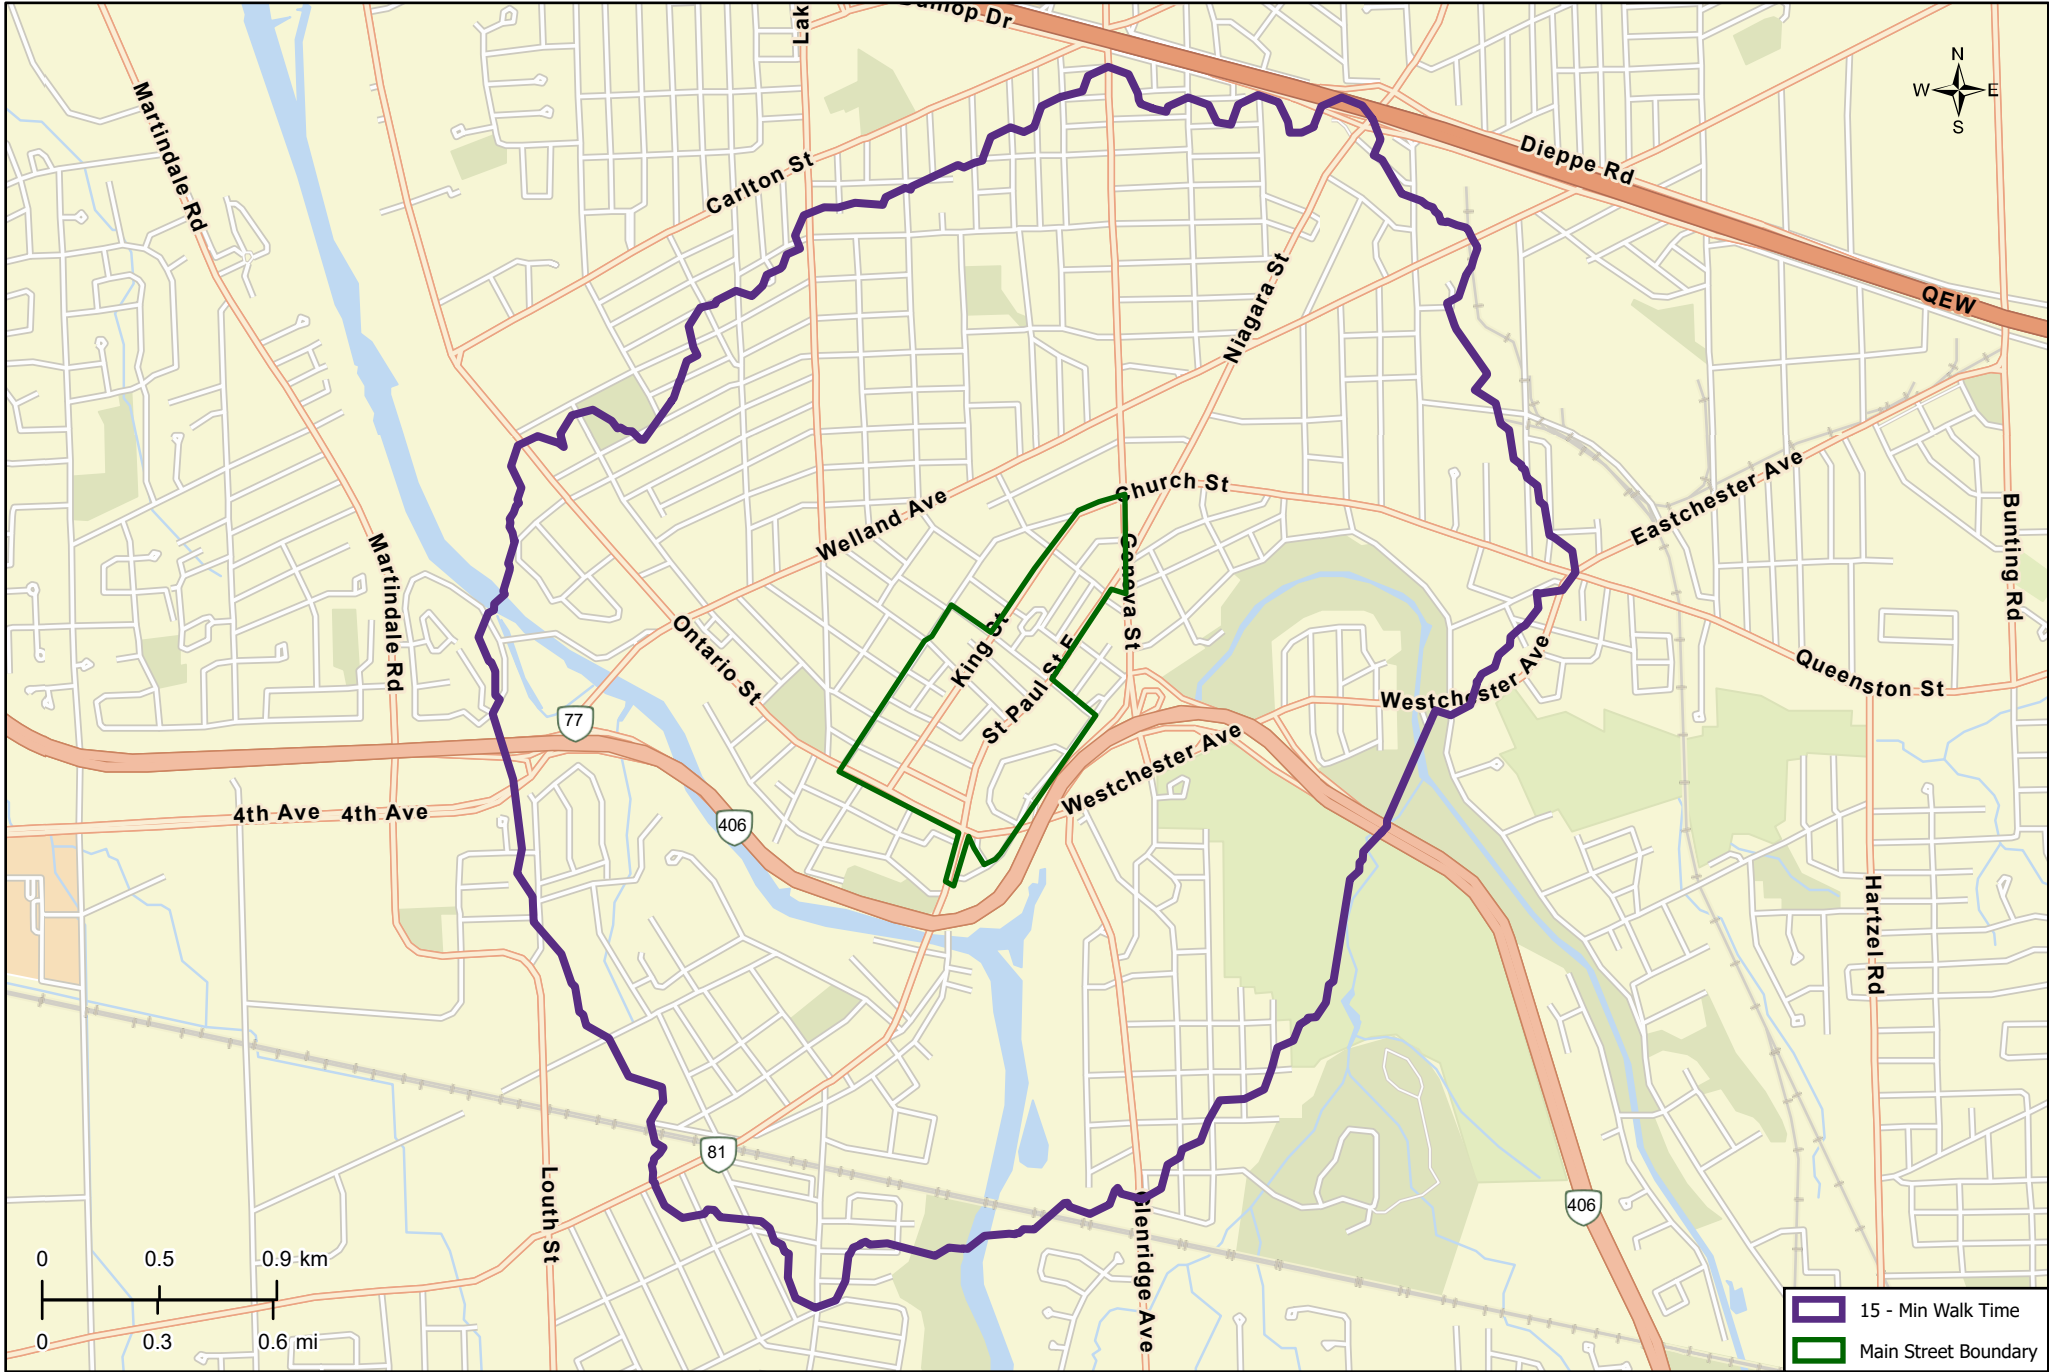 Dunlop Dr
Lak
N
W E
S
Martindale Rd
Dieppe Rd
Carlton St
QEW
Niagara St
Church St
Eastchester Ave
Welland Ave
Bunting Rd
Geneva St
Martindale Rd
Ontario St
King St
St Paul St E
Queenston St
Westchester Ave
77
Westchester Ave
4th Ave 4th Ave
406
Hartzel Rd
81
Louth St
406
Glenridge Ave
0 0.5 0.9 km
0 0.3 0.6 mi
15 - Min Walk Time
Main Street Boundary